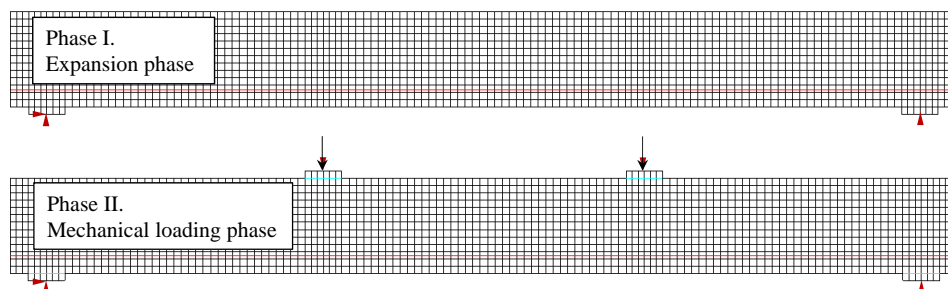 Phase I.
Expansion phase
Phase II.
Mechanical loading phase